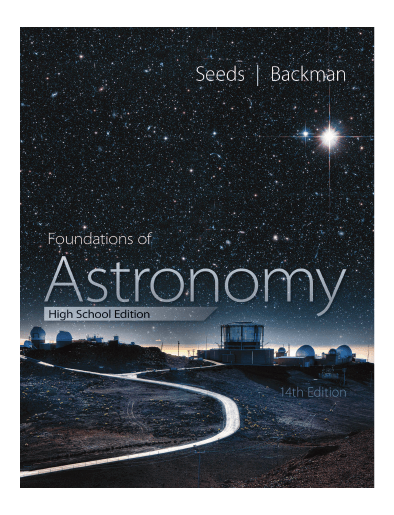 Seeds | Backman
Foundations of
Astronomy
High School Edition
14th Edition